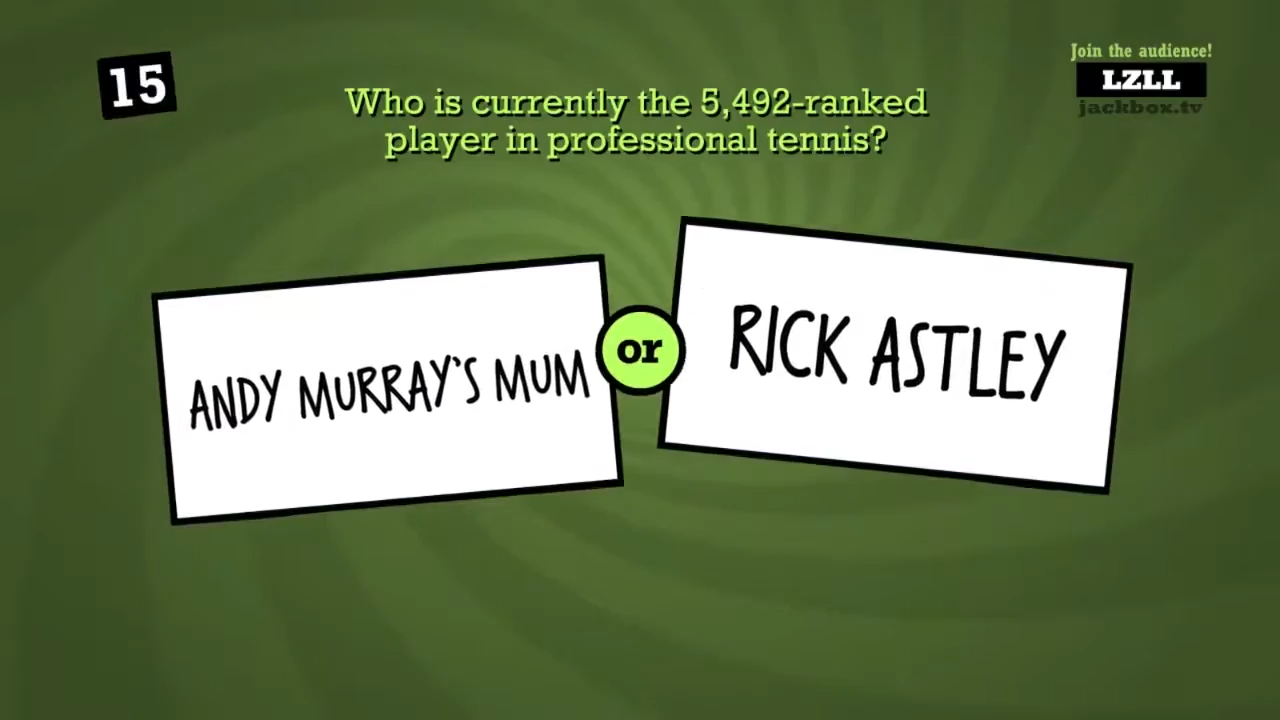 15
Join the audience!
LZLL
jackbox.tv
Who is currently the 5,492-ranked
player in professional tennis?
ANDY MURRAY'S MUM
or
RICK ASTLEY